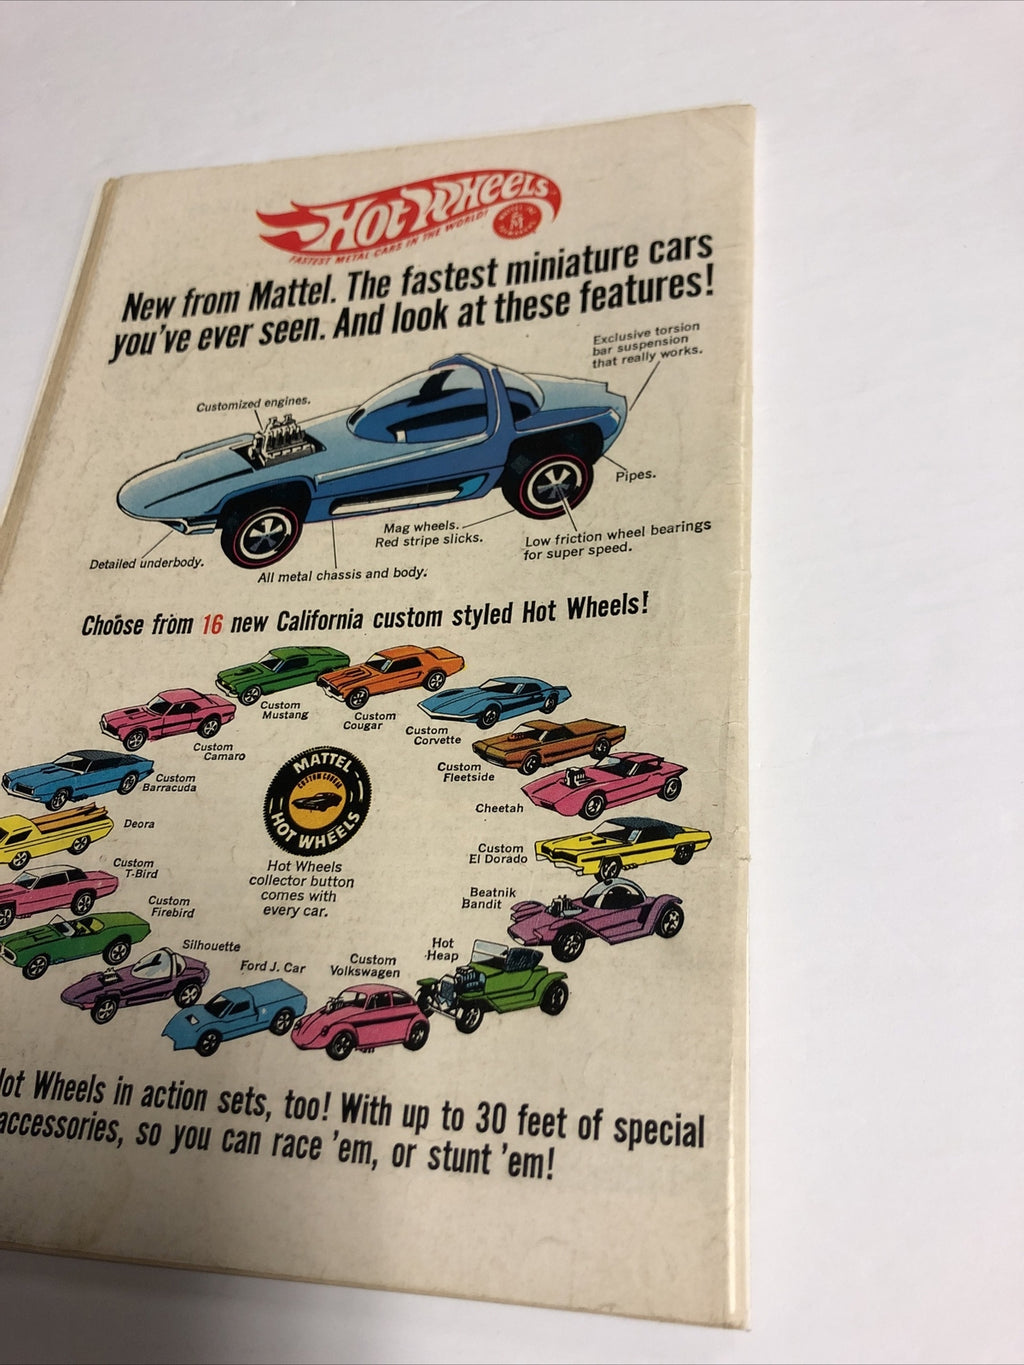 Hot Wheels
FASTEST METAL CARS IN THE WORLD!
New from Mattel. The fastest miniature cars
you've ever seen. And look at these features!
Exclusive torsion
bar suspension
that really works.
Customized engines.
Pipes.
Mag wheels.
Red stripe slicks.
Low friction wheel bearings
for super speed.
Detailed underbody.
All metal chassis and body.
Choose from 16 new California custom styled Hot Wheels!
Custom
Mustang
Custom
Cougar
Custom
Corvette
Custom
Camaro
Custom
Fleetside
Custom
Barracuda
Cheetah
Deora
Custom
El Dorado
Custom
T-Bird
Beatnik
Bandit
Custom
Firebird
Silhouette
Hot
Heap
Ford J. Car
Custom
Volkswagen
MATTEL
CUSTOM CAMARO
HOT WHEELS
Hot Wheels
collector button
comes with
every car.
Hot Wheels in action sets, too! With up to 30 feet of special
accessories, so you can race 'em, or stunt 'em!